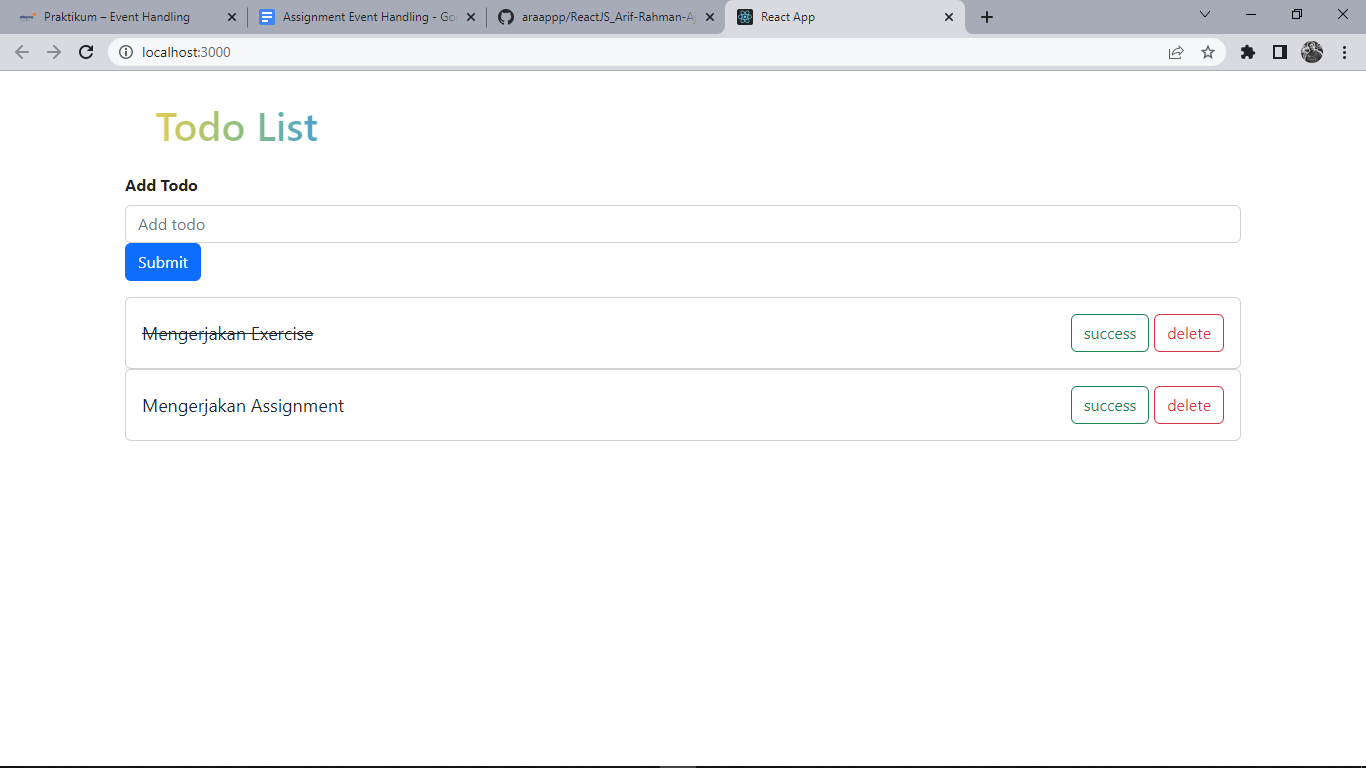 Praktikum – Event Handling
Assignment Event Handling - Go
araappp/ReactJS_Arif-Rahman-A
React App
localhost:3000
Todo List
Add Todo
Add todo
Submit
Mengerjakan Exercise
success
delete
Mengerjakan Assignment
success
delete